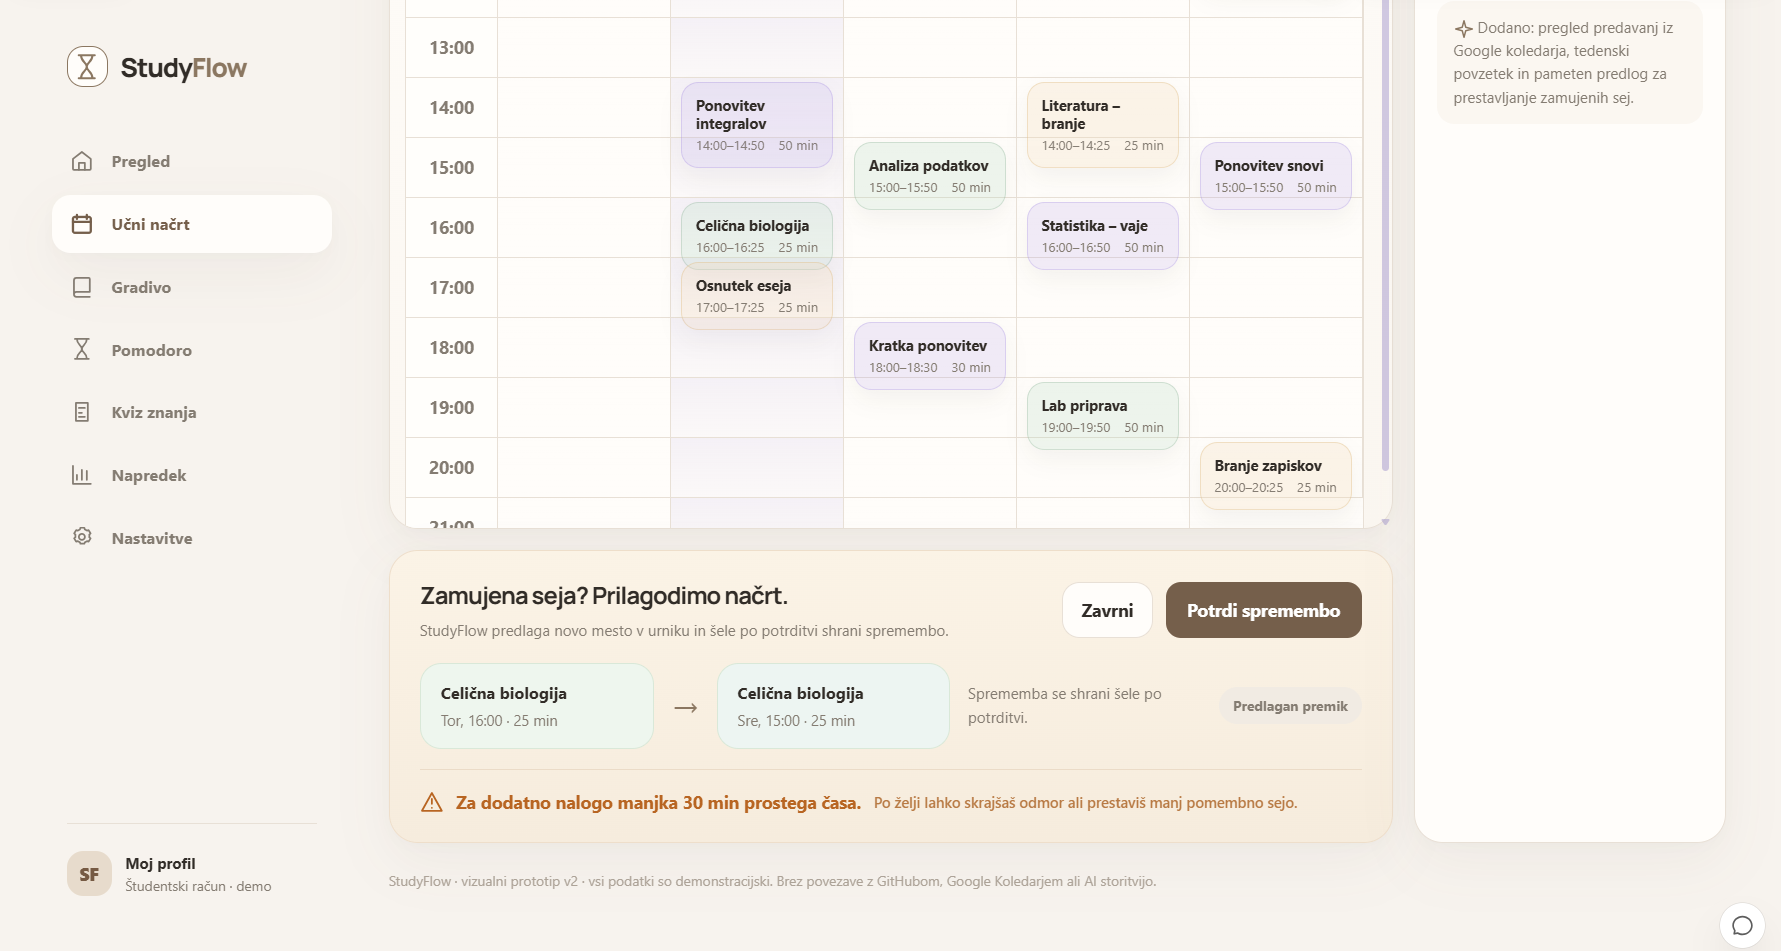 StudyFlow
Pregled
Učni načrt
Gradivo
Pomodoro
Kviz znanja
Napredek
Nastavitve
SF
Moj profil
Študentski račun · demo
13:00
14:00
15:00
16:00
17:00
18:00
19:00
20:00
21:00
Ponovitev
integralov
14:00–14:50 50 min
Celična biologija
16:00–16:25 25 min
Osnutek eseja
17:00–17:25 25 min
Analiza podatkov
15:00–15:50 50 min
Kratka ponovitev
18:00–18:30 30 min
Literatura –
branje
14:00–14:25 25 min
Statistika – vaje
16:00–16:50 50 min
Lab priprava
19:00–19:50 50 min
Ponovitev snovi
15:00–15:50 50 min
Branje zapiskov
20:00–20:25 25 min
Dodano: pregled predavanj iz
Google koledarja, tedenski
povzetek in pameten predlog za
prestavljanje zamujenih sej.
Zamujena seja? Prilagodimo načrt.
StudyFlow predlaga novo mesto v urniku in šele po potrditvi shrani spremembo.
Zavrni
Potrdi spremembo
Celična biologija
Tor, 16:00 · 25 min
→
Celična biologija
Sre, 15:00 · 25 min
Sprememba se shrani šele po
potrditvi.
Predlagan premik
Za dodatno nalogo manjka 30 min prostega časa. Po želji lahko skrajšaš odmor ali prestaviš manj pomembno sejo.
StudyFlow · vizualni prototip v2 · vsi podatki so demonstracijski. Brez povezave z GitHubom, Google Koledarjem ali AI storitvijo.